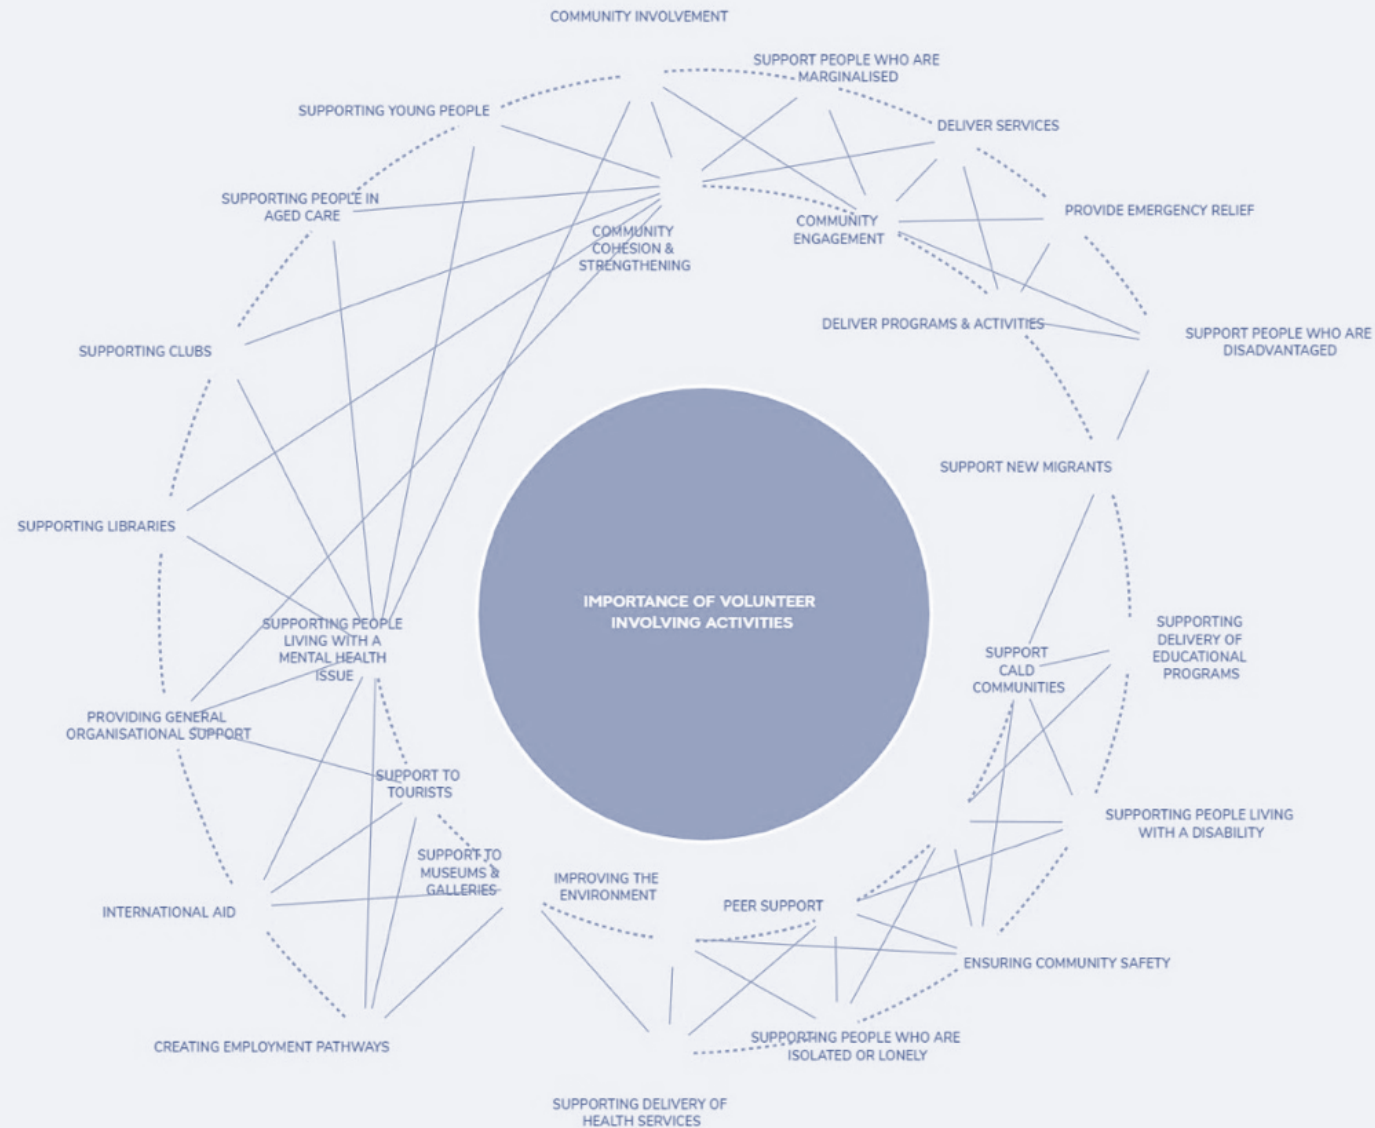 COMMUNITY INVOLVEMENT
SUPPORT PEOPLE WHO ARE
MARGINALISED
SUPPORTING YOUNG PEOPLE
DELIVER SERVICES
SUPPORTING PEOPLE IN
AGED CARE
PROVIDE EMERGENCY RELIEF
COMMUNITY
COHESION &
STRENGTHENING
COMMUNITY
ENGAGEMENT
DELIVER PROGRAMS & ACTIVITIES
SUPPORT PEOPLE WHO ARE
DISADVANTAGED
SUPPORTING CLUBS
SUPPORT NEW MIGRANTS
SUPPORTING LIBRARIES
IMPORTANCE OF VOLUNTEER
INVOLVING ACTIVITIES
SUPPORTING PEOPLE
LIVING WITH A
MENTAL HEALTH
ISSUE
SUPPORT
CALD
COMMUNITIES
SUPPORTING
DELIVERY OF
EDUCATIONAL
PROGRAMS
PROVIDING GENERAL
ORGANISATIONAL SUPPORT
SUPPORT TO
TOURISTS
SUPPORTING PEOPLE LIVING
WITH A DISABILITY
SUPPORT TO
MUSEUMS &
GALLERIES
IMPROVING THE
ENVIRONMENT
PEER SUPPORT
INTERNATIONAL AID
ENSURING COMMUNITY SAFETY
CREATING EMPLOYMENT PATHWAYS
SUPPORTING PEOPLE WHO ARE
ISOLATED OR LONELY
SUPPORTING DELIVERY OF
HEALTH SERVICES